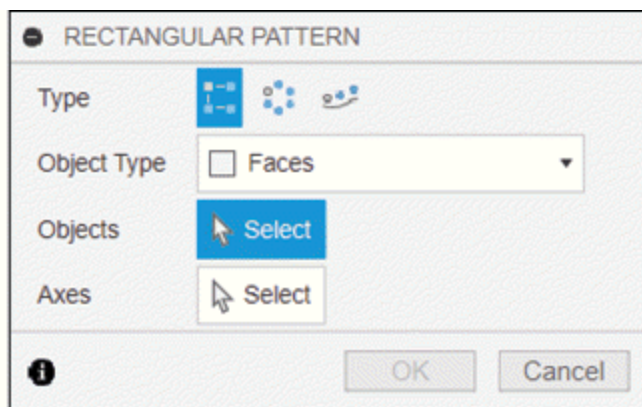 RECTANGULAR PATTERN
Type
Object Type Faces
Objects Select
Axes Select
OK Cancel